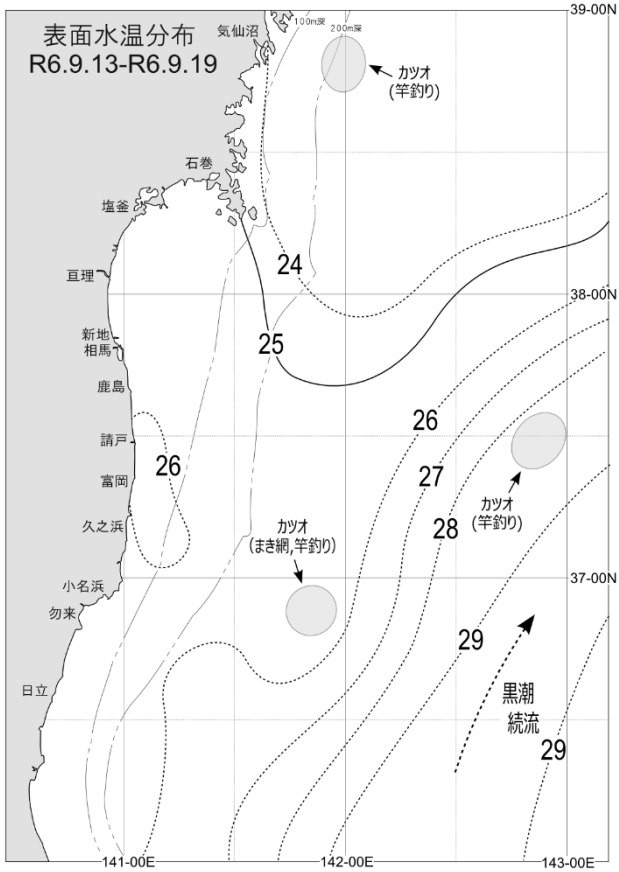 39-00N
表面水温分布
R6.9.13-R6.9.19
気仙沼
100m深
200m深
カツオ
(竿釣り)
石巻
塩釜
24
亘理
38-00N
25
新地
相馬
鹿島
26
請戸
26
富岡
27
カツオ
(竿釣り)
久之浜
28
カツオ
(まき網,竿釣り)
小名浜
37-00N
勿来
29
日立
黒潮
続流
29
141-00E
142-00E
143-00E